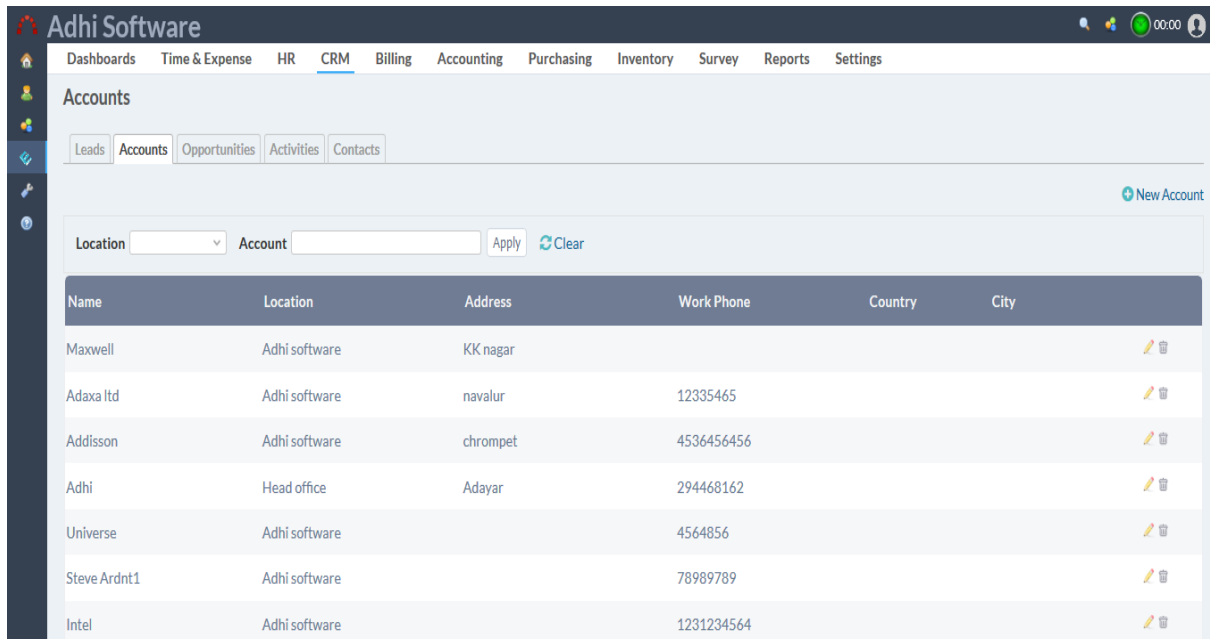 Adhi Software
00:00
Dashboards Time & Expense HR CRM Billing Accounting Purchasing Inventory Survey Reports Settings
Accounts
Leads Accounts Opportunities Activities Contacts
New Account
Location Account Apply Clear
Name Location Address Work Phone Country City
Maxwell Adhi software KK nagar
Adaxa ltd Adhi software navalur 12335465
Addisson Adhi software chrompet 4536456456
Adhi Head office Adayar 294468162
Universe Adhi software 4564856
Steve Ardnt1 Adhi software 78989789
Intel Adhi software 1231234564